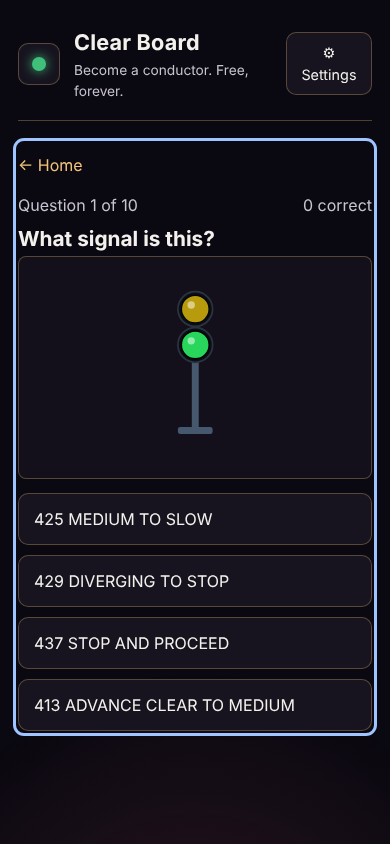 Clear Board
Become a conductor. Free,
forever.
⚙
Settings
← Home
Question 1 of 10
0 correct
What signal is this?
425 MEDIUM TO SLOW
429 DIVERGING TO STOP
437 STOP AND PROCEED
413 ADVANCE CLEAR TO MEDIUM